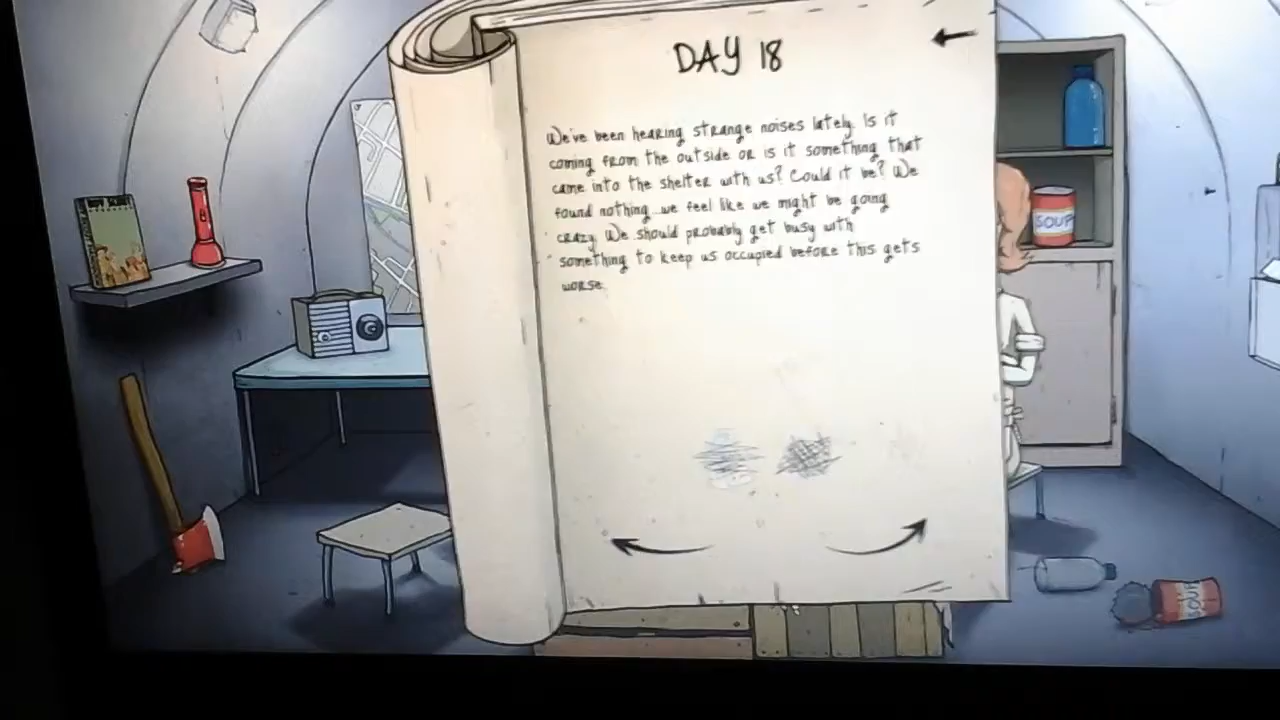 DAY 18
We've been hearing strange noises lately. Is it
coming from the outside or is it something that
came into the shelter with us? Could it be? We
found nothing...we feel like we might be going
crazy. We should probably get busy with
something to keep us occupied before this gets
worse.
SOUP
SOUP